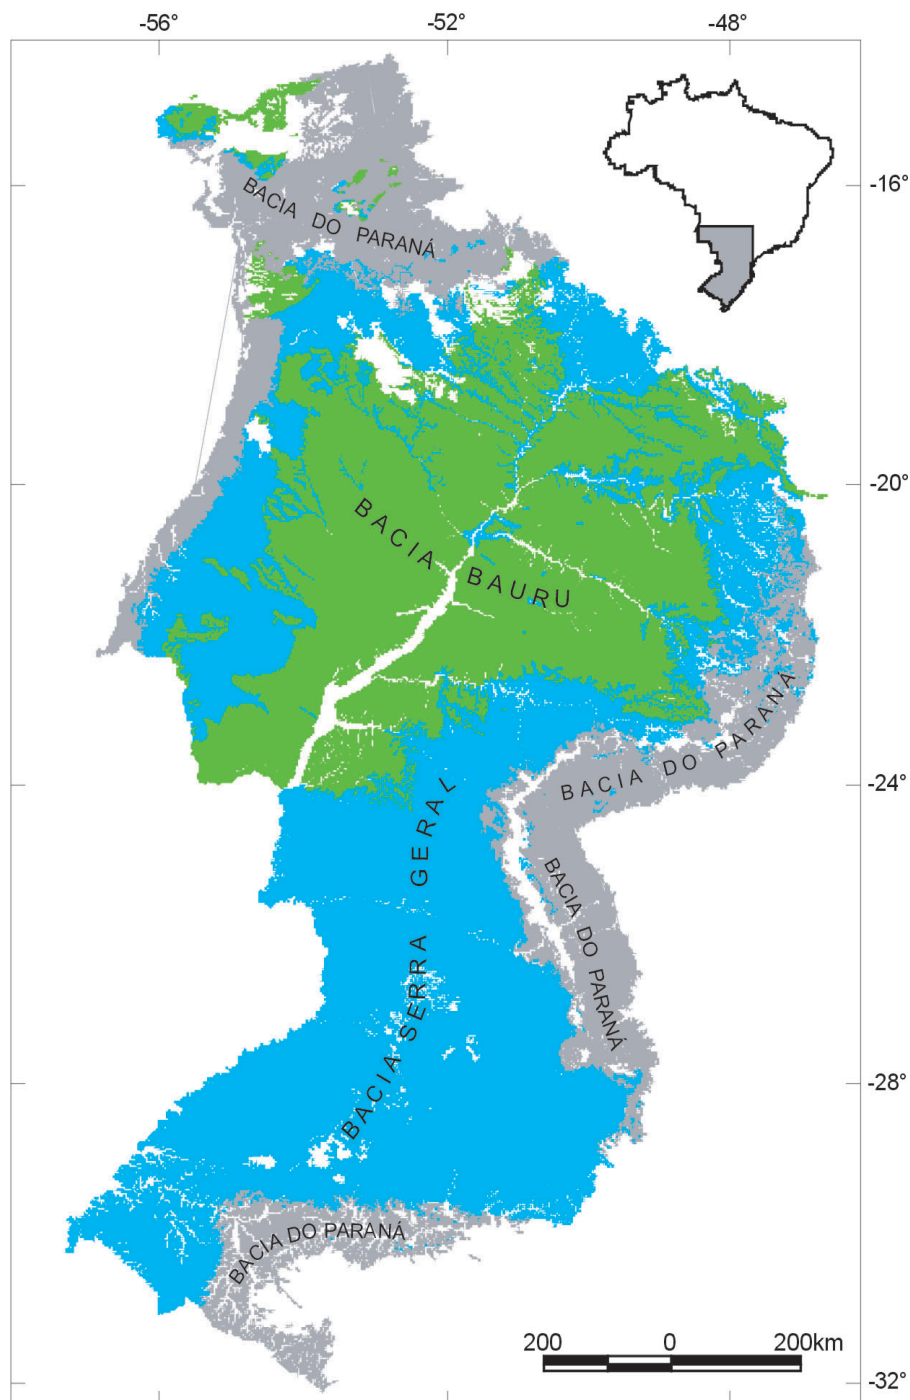 -56° -52° -48°
-16°
BACIA DO PARANÁ
-20°
BACIA BAURU
BACIA DO PARANÁ
-24°
BACIA SERRA GERAL
BACIA DO PARANÁ
-28°
BACIA DO PARANÁ
200 0 200km
-32°